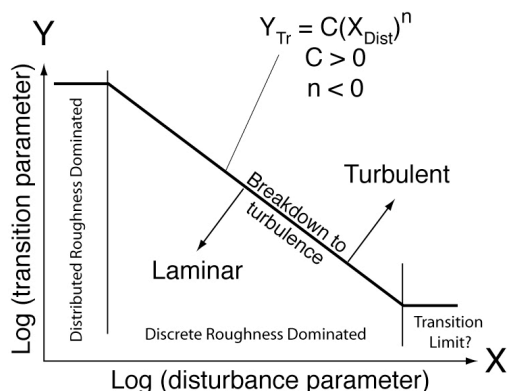 Y
Y_Tr = C(X_Dist)^n
C > 0
n < 0
Log (transition parameter)
Distributed Roughness Dominated
Breakdown to
turbulence
Turbulent
Laminar
Discrete Roughness Dominated
Transition
Limit?
X
Log (disturbance parameter)